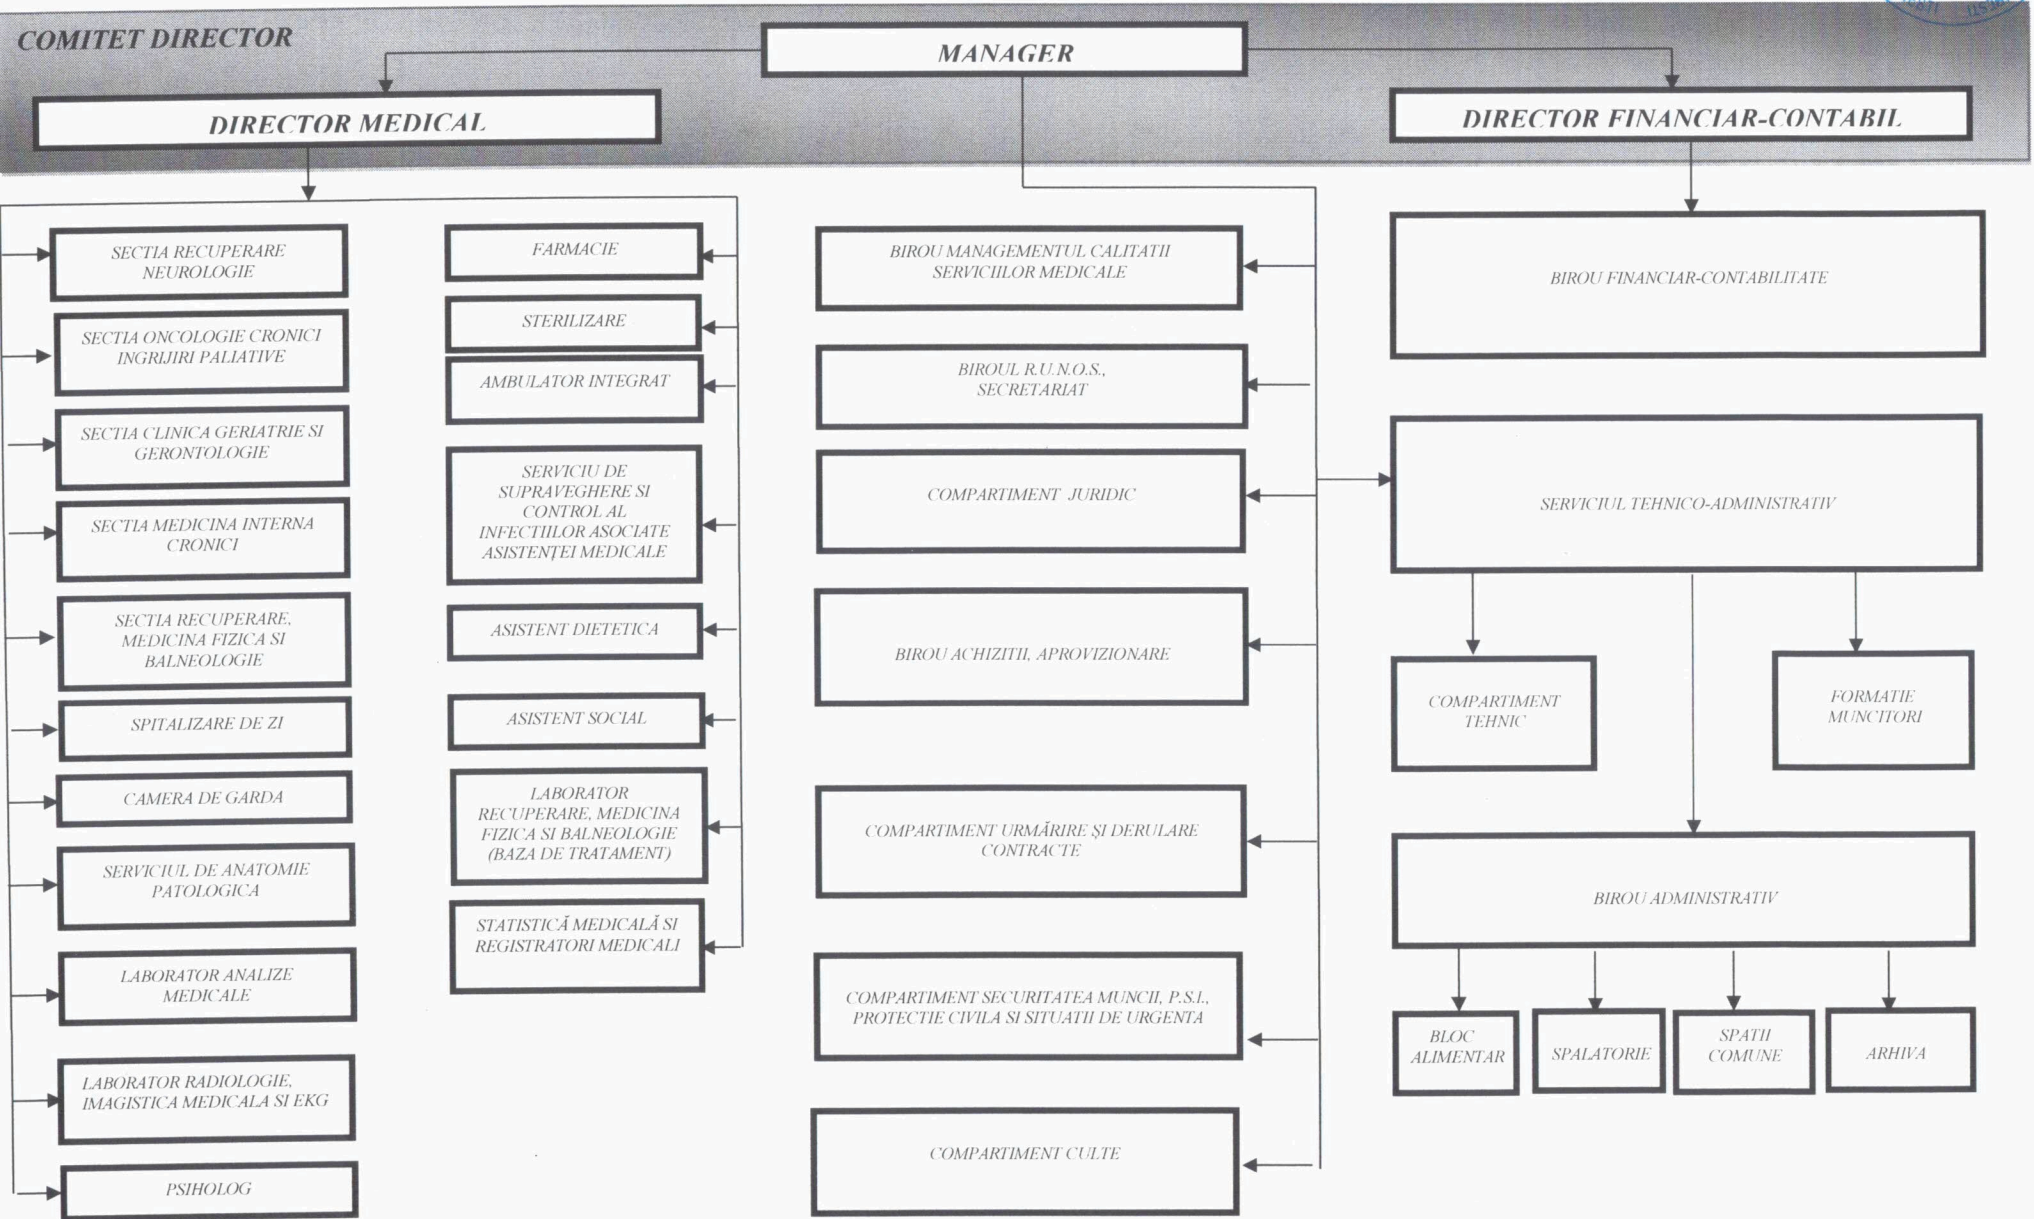 COMITET DIRECTOR
MANAGER
DIRECTOR MEDICAL
DIRECTOR FINANCIAR-CONTABIL
SECTIA RECUPERARE
NEUROLOGIE
SECTIA ONCOLOGIE CRONICI
INGRIJIRI PALIATIVE
SECTIA CLINICA GERIATRIE SI
GERONTOLOGIE
SECTIA MEDICINA INTERNA
CRONICI
SECTIA RECUPERARE,
MEDICINA FIZICA SI
BALNEOLOGIE
SPITALIZARE DE ZI
CAMERA DE GARDA
SERVICIUL DE ANATOMIE
PATOLOGICA
LABORATOR ANALIZE
MEDICALE
LABORATOR RADIOLOGIE,
IMAGISTICA MEDICALA SI EKG
PSIHOLOG
FARMACIE
STERILIZARE
AMBULATOR INTEGRAT
SERVICIU DE
SUPRAVEGHERE SI
CONTROL AL
INFECTIILOR ASOCIATE
ASISTENȚEI MEDICALE
ASISTENT DIETETICA
ASISTENT SOCIAL
LABORATOR
RECUPERARE, MEDICINA
FIZICA SI BALNEOLOGIE
(BAZA DE TRATAMENT)
STATISTICĂ MEDICALĂ SI
REGISTRATORI MEDICALI
BIROU MANAGEMENTUL CALITATII
SERVICIILOR MEDICALE
BIROUL R.U.N.O.S.,
SECRETARIAT
COMPARTIMENT JURIDIC
BIROU ACHIZITII, APROVIZIONARE
COMPARTIMENT URMĂRIRE ȘI DERULARE
CONTRACTE
COMPARTIMENT SECURITATEA MUNCII, P.S.I.,
PROTECTIE CIVILA SI SITUATII DE URGENTA
COMPARTIMENT CULTE
BIROU FINANCIAR-CONTABILITATE
SERVICIUL TEHNICO-ADMINISTRATIV
COMPARTIMENT
TEHNIC
FORMATIE
MUNCITORI
BIROU ADMINISTRATIV
BLOC
ALIMENTAR
SPALATORIE
SPATII
COMUNE
ARHIVA